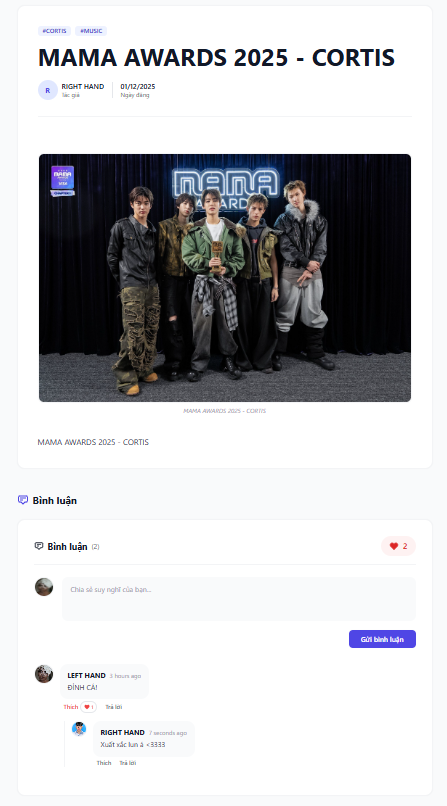 #CORTIS #MUSIC
MAMA AWARDS 2025 - CORTIS
R RIGHT HAND 01/12/2025
Tác giả Ngày đăng
MAMA
MAMA
AWARDS
MAMA AWARDS 2025 - CORTIS
MAMA AWARDS 2025 - CORTIS
Bình luận
Bình luận (2) 2
Chia sẻ suy nghĩ của bạn...
Gửi bình luận
LEFT HAND 3 hours ago
ĐỈNH CÁ!
Thích 1 Trả lời
RIGHT HAND 7 seconds ago
Xuất xắc lun á <3333
Thích Trả lời